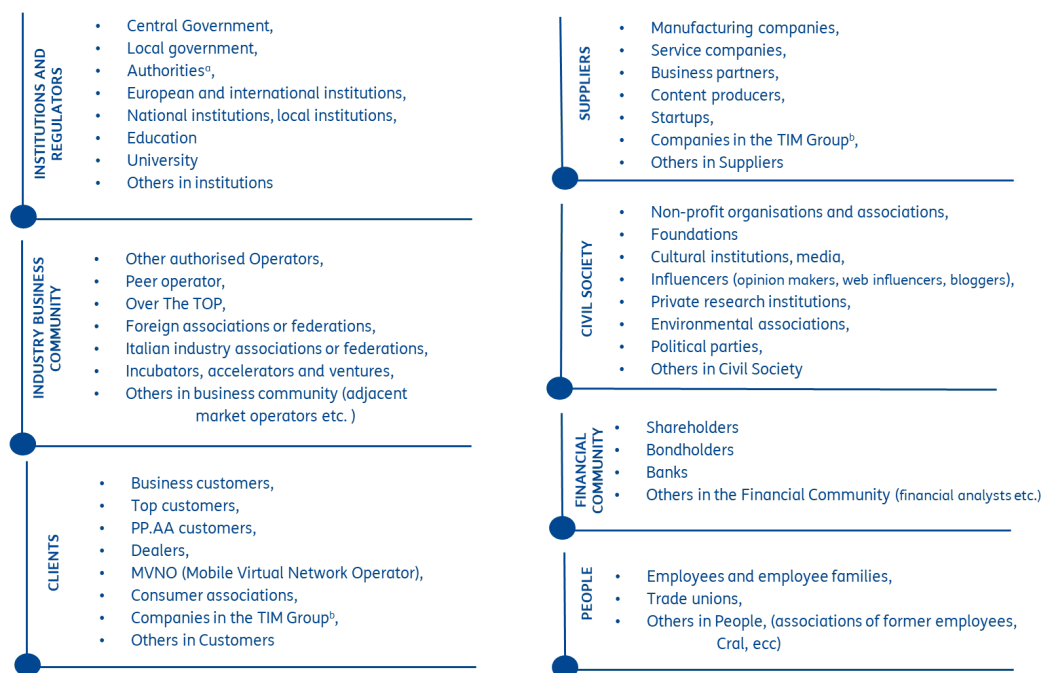 INSTITUTIONS AND
REGULATORS
• Central Government,
• Local government,
• Authoritiesᵃ,
• European and international institutions,
• National institutions, local institutions,
• Education
• University
• Others in institutions
INDUSTRY BUSINESS
COMMUNITY
• Other authorised Operators,
• Peer operator,
• Over The TOP,
• Foreign associations or federations,
• Italian industry associations or federations,
• Incubators, accelerators and ventures,
• Others in business community (adjacent
market operators etc. )
CLIENTS
• Business customers,
• Top customers,
• PP.AA customers,
• Dealers,
• MVNO (Mobile Virtual Network Operator),
• Consumer associations,
• Companies in the TIM Groupᵇ,
• Others in Customers
SUPPLIERS
• Manufacturing companies,
• Service companies,
• Business partners,
• Content producers,
• Startups,
• Companies in the TIM Groupᵇ,
• Others in Suppliers
CIVIL SOCIETY
• Non-profit organisations and associations,
• Foundations
• Cultural institutions, media,
• Influencers (opinion makers, web influencers, bloggers),
• Private research institutions,
• Environmental associations,
• Political parties,
• Others in Civil Society
FINANCIAL
COMMUNITY
• Shareholders
• Bondholders
• Banks
• Others in the Financial Community (financial analysts etc.)
PEOPLE
• Employees and employee families,
• Trade unions,
• Others in People, (associations of former employees,
Cral, ecc)